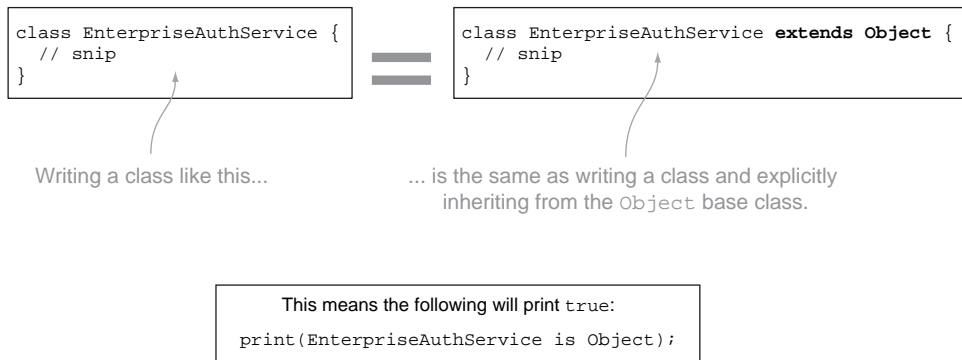 class EnterpriseAuthService {
// snip
}
class EnterpriseAuthService extends Object {
// snip
}
Writing a class like this...
... is the same as writing a class and explicitly
inheriting from the Object base class.
This means the following will print true:
print(EnterpriseAuthService is Object);